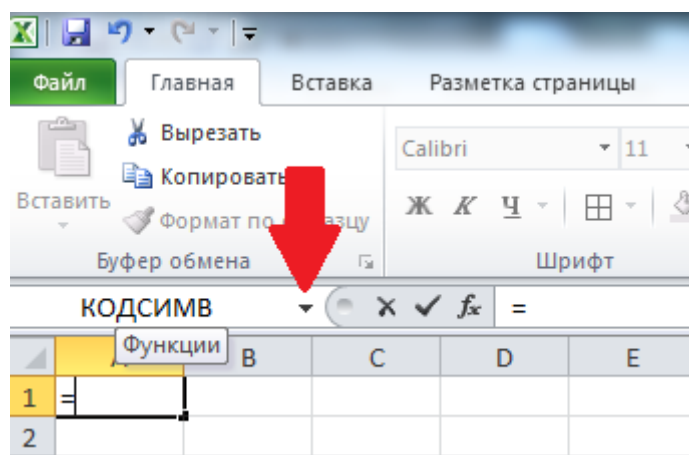 Файл Главная Вставка Разметка страницы
Вырезать
Копировать
Вставить
Формат по образцу
Calibri 11
Ж К Ч
Буфер обмена Шрифт
КОДСИМВ fx =
Функции
B C D E
1 =
2